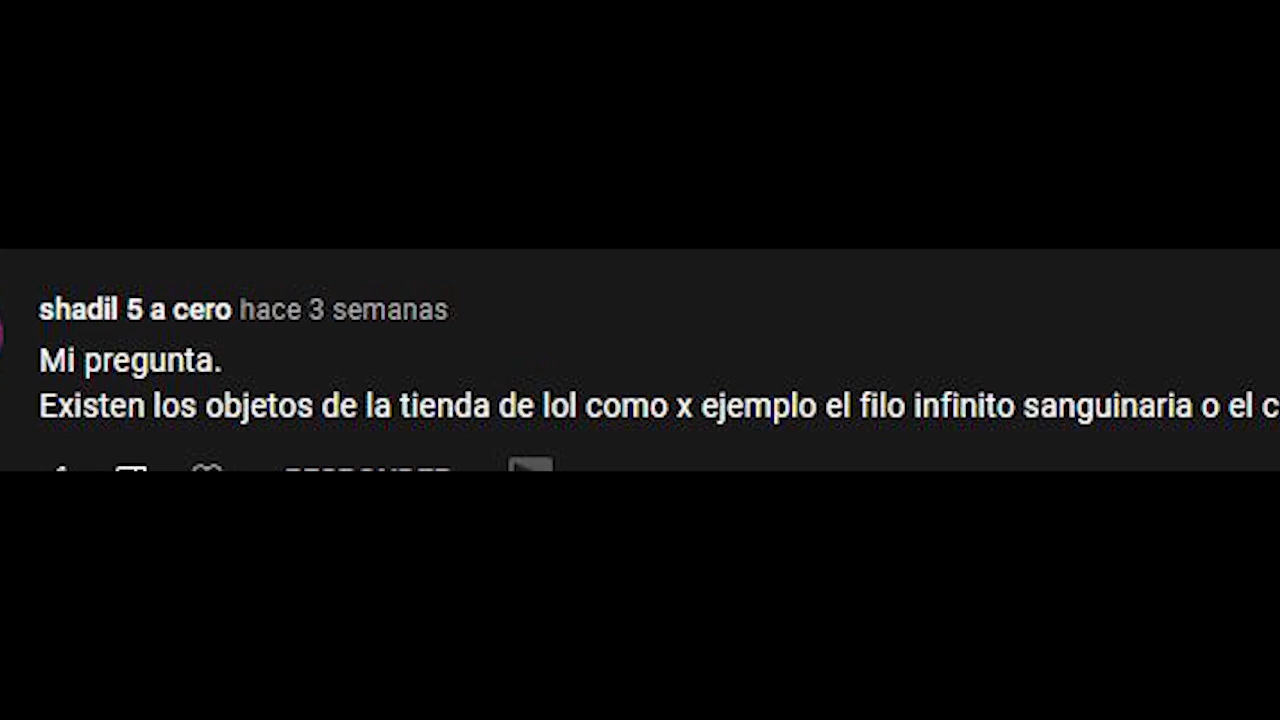 shadil 5 a cero hace 3 semanas
Mi pregunta.
Existen los objetos de la tienda de lol como x ejemplo el filo infinito sanguinaria o el